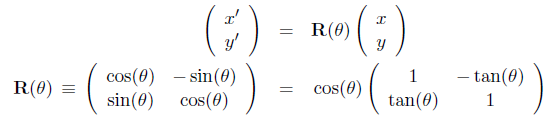 ( x′ y′ ) = R(θ) ( x y )
R(θ) ≡ ( cos(θ) − sin(θ) sin(θ) cos(θ) ) = cos(θ) ( 1 − tan(θ) tan(θ) 1 )